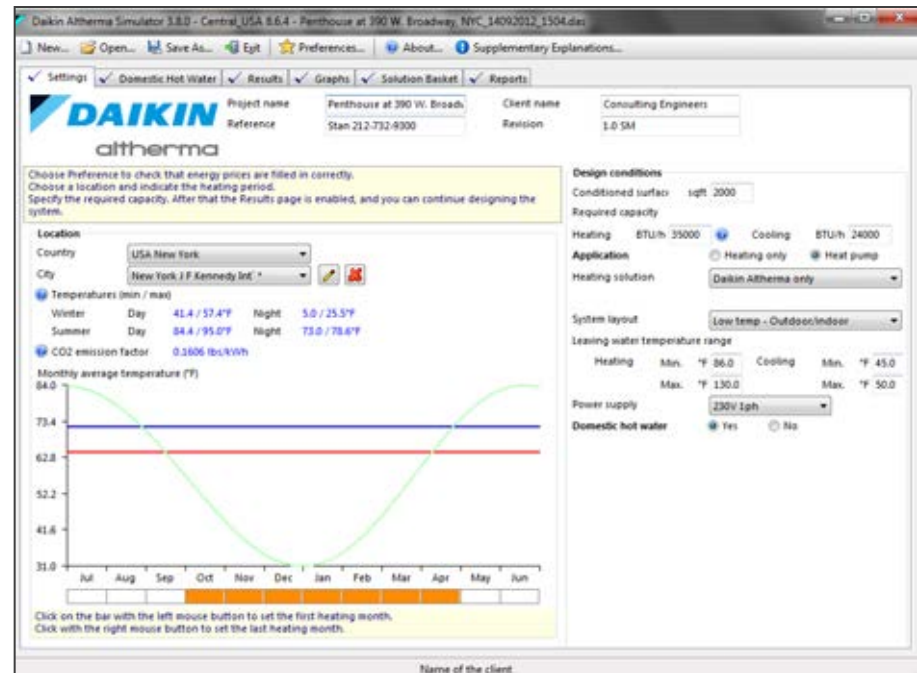 Daikin Altherma Simulator 3.8.0 - Central_USA 8.6.4 - Penthouse at 390 W. Broadway, NYC_14092012_1504.das
New... Open... Save As... Exit Preferences... About... Supplementary Explanations...
Settings Domestic Hot Water Results Graphs Solution Basket Reports
DAIKIN
altherma
Project name Penthouse at 390 W. Broadw Client name Consulting Engineers
Reference Stan 212-732-9300 Revision 1.0 SM
Choose Preference to check that energy prices are filled in correctly.
Choose a location and indicate the heating period.
Specify the required capacity. After that the Results page is enabled, and you can continue designing the
system.
Location
Country USA New York
City New York J F Kennedy Int' *
Temperatures (min / max)
Winter Day 41.4 / 57.4°F Night 5.0 / 25.5°F
Summer Day 84.4 / 95.0°F Night 73.0 / 78.6°F
CO2 emission factor 0.1606 lbs/kWh
Monthly average temperature (°F)
84.0
73.4
62.8
52.2
41.6
31.0
Jul Aug Sep Oct Nov Dec Jan Feb Mar Apr May Jun
Click on the bar with the left mouse button to set the first heating month.
Click with the right mouse button to set the last heating month.
Design conditions
Conditioned surfac sqft 2000
Required capacity
Heating BTU/h 35000 Cooling BTU/h 24000
Application Heating only Heat pump
Heating solution Daikin Altherma only
System layout Low temp - Outdoor/indoor
Leaving water temperature range
Heating Min. °F 86.0 Cooling Min. °F 45.0
Max. °F 130.0 Max. °F 50.0
Power supply 230V 1ph
Domestic hot water Yes No
Name of the client